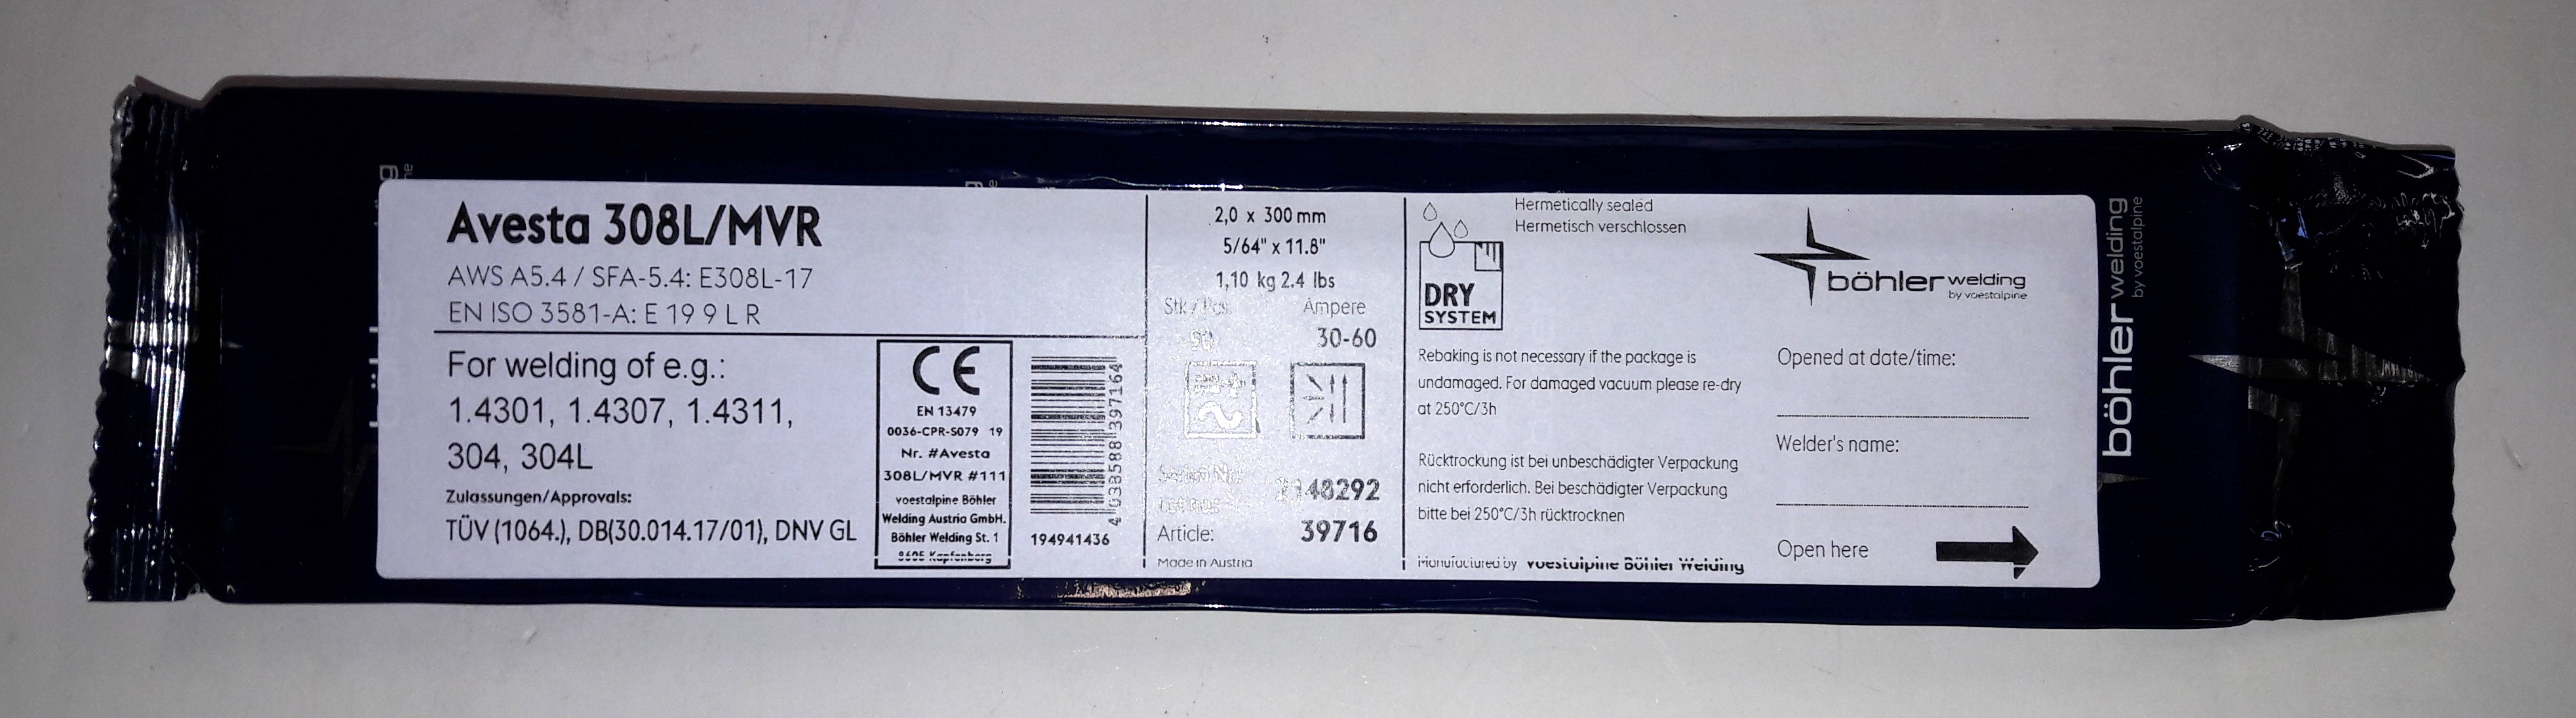 Avesta 308L/MVR
AWS A5.4 / SFA-5.4: E308L-17
EN ISO 3581-A: E 19 9 L R
For welding of e.g.:
1.4301, 1.4307, 1.4311,
304, 304L
Zulassungen/Approvals:
TÜV (1064.), DB(30.014.17/01), DNV GL
CE
EN 13479
0036-CPR-S079 19
Nr. #Avesta
308L/MVR #111
voestalpine Böhler
Welding Austria GmbH.
Böhler Welding St. 1
8605 Kapfenberg
4 038588 397164
194941436
2,0 x 300 mm
5/64" x 11.8"
1,10 kg 2.4 lbs
Stk /
Ampere
30-60
48292
Article: 39716
Made in Austria
Hermetically sealed
Hermetisch verschlossen
DRY
SYSTEM
Rebaking is not necessary if the package is
undamaged. For damaged vacuum please re-dry
at 250°C/3h
Rücktrockung ist bei unbeschädigter Verpackung
nicht erforderlich. Bei beschädigter Verpackung
bitte bei 250°C/3h rücktrocknen
Manufactured by voestalpine Böhler Welding
böhler welding
by voestalpine
Opened at date/time:
Welder's name:
Open here
böhler welding
by voestalpine